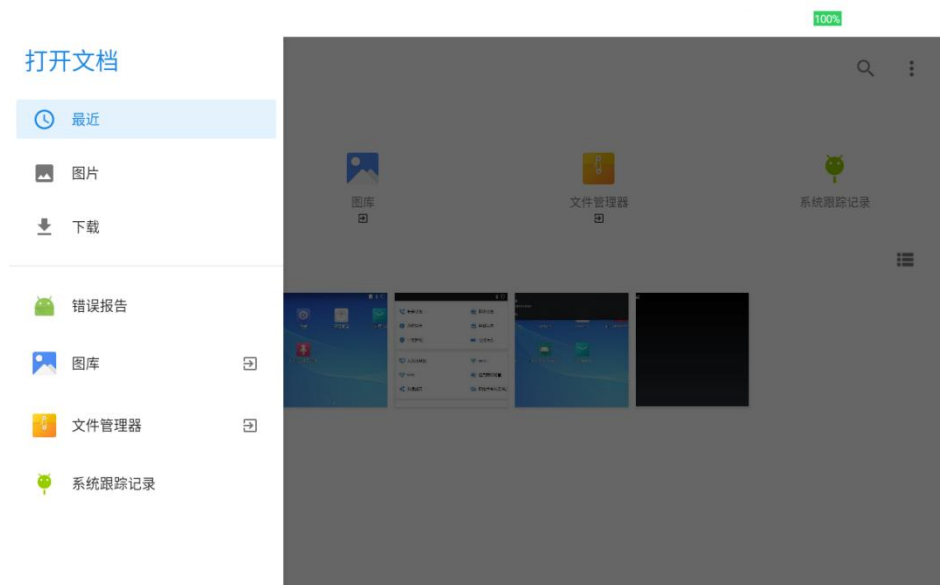 100%
打开文档
最近
图片
下载
错误报告
图库
文件管理器
系统跟踪记录
图库
文件管理器
系统跟踪记录